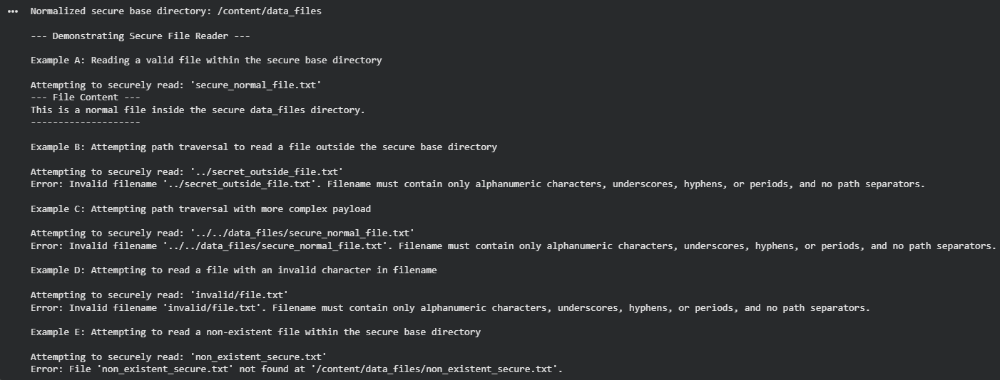 Normalized secure base directory: /content/data_files
--- Demonstrating Secure File Reader ---
Example A: Reading a valid file within the secure base directory
Attempting to securely read: 'secure_normal_file.txt'
--- File Content ---
This is a normal file inside the secure data_files directory.
--------------------
Example B: Attempting path traversal to read a file outside the secure base directory
Attempting to securely read: '../secret_outside_file.txt'
Error: Invalid filename '../secret_outside_file.txt'. Filename must contain only alphanumeric characters, underscores, hyphens, or periods, and no path separators.
Example C: Attempting path traversal with more complex payload
Attempting to securely read: '../../data_files/secure_normal_file.txt'
Error: Invalid filename '../../data_files/secure_normal_file.txt'. Filename must contain only alphanumeric characters, underscores, hyphens, or periods, and no path separators.
Example D: Attempting to read a file with an invalid character in filename
Attempting to securely read: 'invalid/file.txt'
Error: Invalid filename 'invalid/file.txt'. Filename must contain only alphanumeric characters, underscores, hyphens, or periods, and no path separators.
Example E: Attempting to read a non-existent file within the secure base directory
Attempting to securely read: 'non_existent_secure.txt'
Error: File 'non_existent_secure.txt' not found at '/content/data_files/non_existent_secure.txt'.